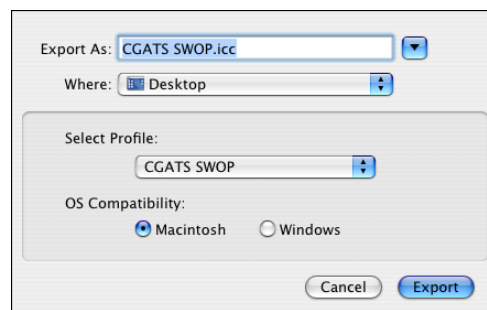 Export As: CGATS SWOP.icc
Where: Desktop
Select Profile:
CGATS SWOP
OS Compatibility:
Macintosh Windows
Cancel Export